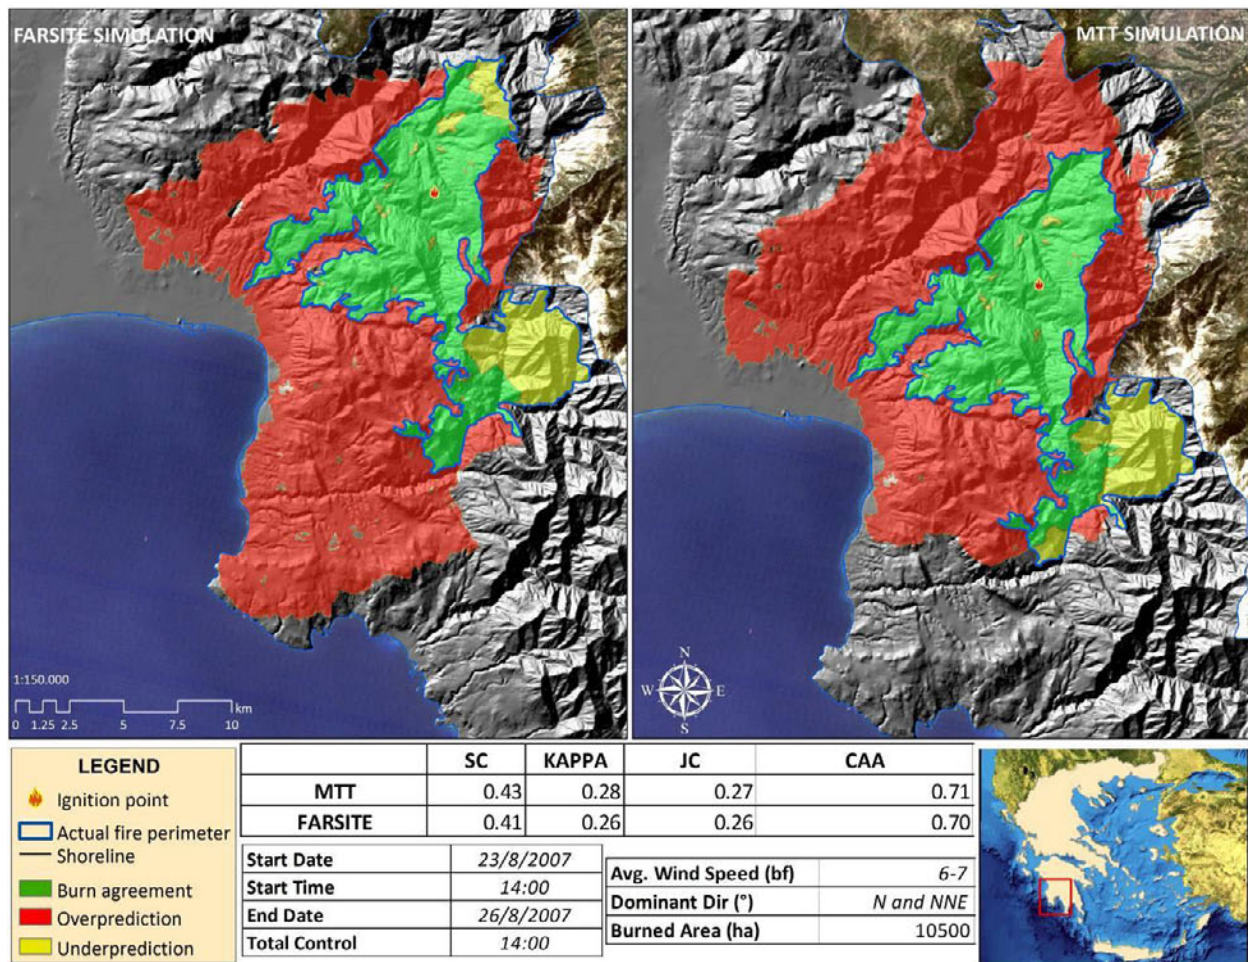 FARSITE SIMULATION
MTT SIMULATION
1:150.000
km
0 1.25 2.5 5 7.5 10
N
W E
S
LEGEND
Ignition point
Actual fire perimeter
Shoreline
Burn agreement
Overprediction
Underprediction
SC KAPPA JC CAA
MTT 0.43 0.28 0.27 0.71
FARSITE 0.41 0.26 0.26 0.70
Start Date 23/8/2007
Start Time 14:00
End Date 26/8/2007
Total Control 14:00
Avg. Wind Speed (bf) 6-7
Dominant Dir (°) N and NNE
Burned Area (ha) 10500